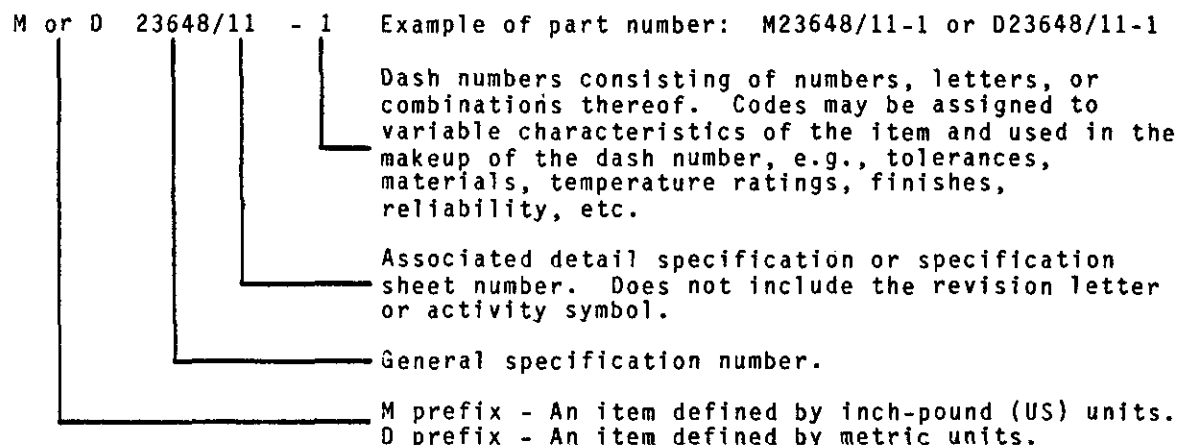 M or D 23648/11 - 1 Example of part number: M23648/11-1 or D23648/11-1
Dash numbers consisting of numbers, letters, or
combinations thereof. Codes may be assigned to
variable characteristics of the item and used in the
makeup of the dash number, e.g., tolerances,
materials, temperature ratings, finishes,
reliability, etc.
Associated detail specification or specification
sheet number. Does not include the revision letter
or activity symbol.
General specification number.
M prefix - An item defined by inch-pound (US) units.
D prefix - An item defined by metric units.